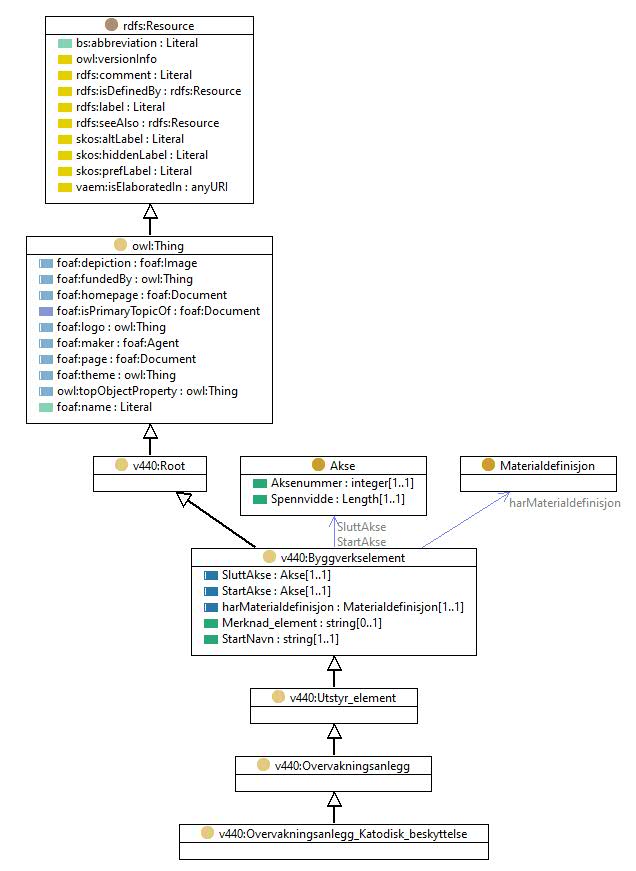 rdfs:Resource
bs:abbreviation : Literal
owl:versionInfo
rdfs:comment : Literal
rdfs:isDefinedBy : rdfs:Resource
rdfs:label : Literal
rdfs:seeAlso : rdfs:Resource
skos:altLabel : Literal
skos:hiddenLabel : Literal
skos:prefLabel : Literal
vaem:isElaboratedIn : anyURI
owl:Thing
foaf:depiction : foaf:Image
foaf:fundedBy : owl:Thing
foaf:homepage : foaf:Document
foaf:isPrimaryTopicOf : foaf:Document
foaf:logo : owl:Thing
foaf:maker : foaf:Agent
foaf:page : foaf:Document
foaf:theme : owl:Thing
owl:topObjectProperty : owl:Thing
foaf:name : Literal
v440:Root
Akse
Aksenummer : integer[1..1]
Spennvidde : Length[1..1]
Materialdefinisjon
harMaterialdefinisjon
SluttAkse
StartAkse
v440:Byggverkselement
SluttAkse : Akse[1..1]
StartAkse : Akse[1..1]
harMaterialdefinisjon : Materialdefinisjon[1..1]
Merknad_element : string[0..1]
StartNavn : string[1..1]
v440:Utstyr_element
v440:Overvakningsanlegg
v440:Overvakningsanlegg_Katodisk_beskyttelse